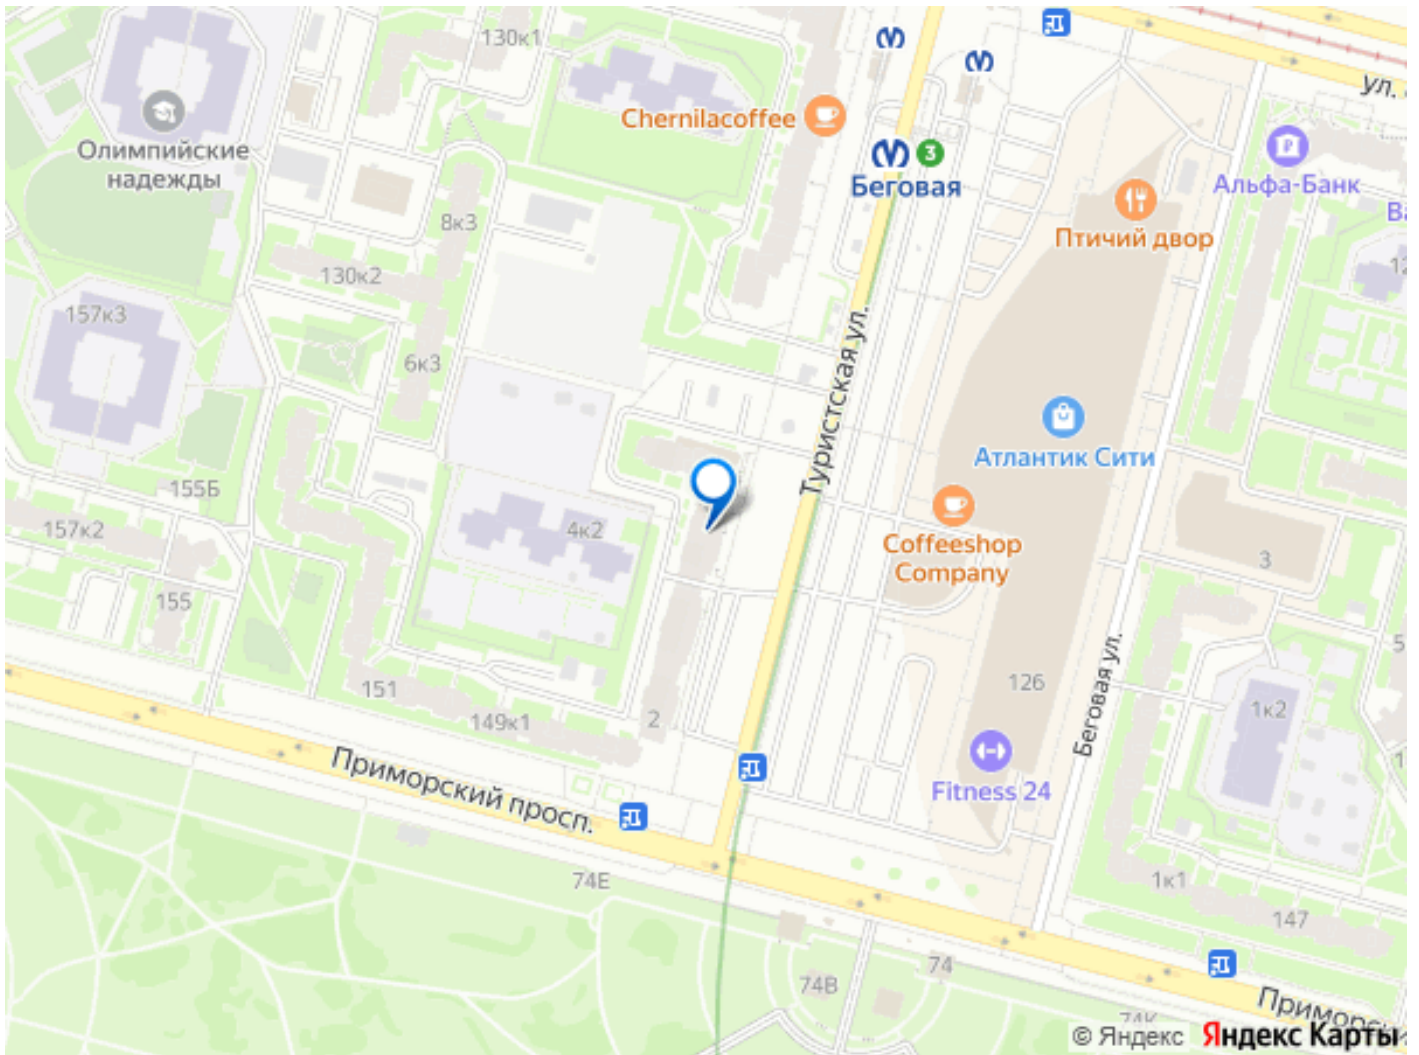 130к1
Chernilacoffee
ул.
Олимпийские
надежды
3
Беговая
Альфа-Банк
8к3
Птичий двор
130к2
157к3
6к3
Туристская ул.
Атлантик Сити
155Б
157к2
4к2
Coffeeshop
Company
3
155
151
149к1
2
126
1к2
Беговая ул.
Fitness 24
Приморский просп.
74Е
1к1
147
74
74В
© Яндекс
Яндекс Карты